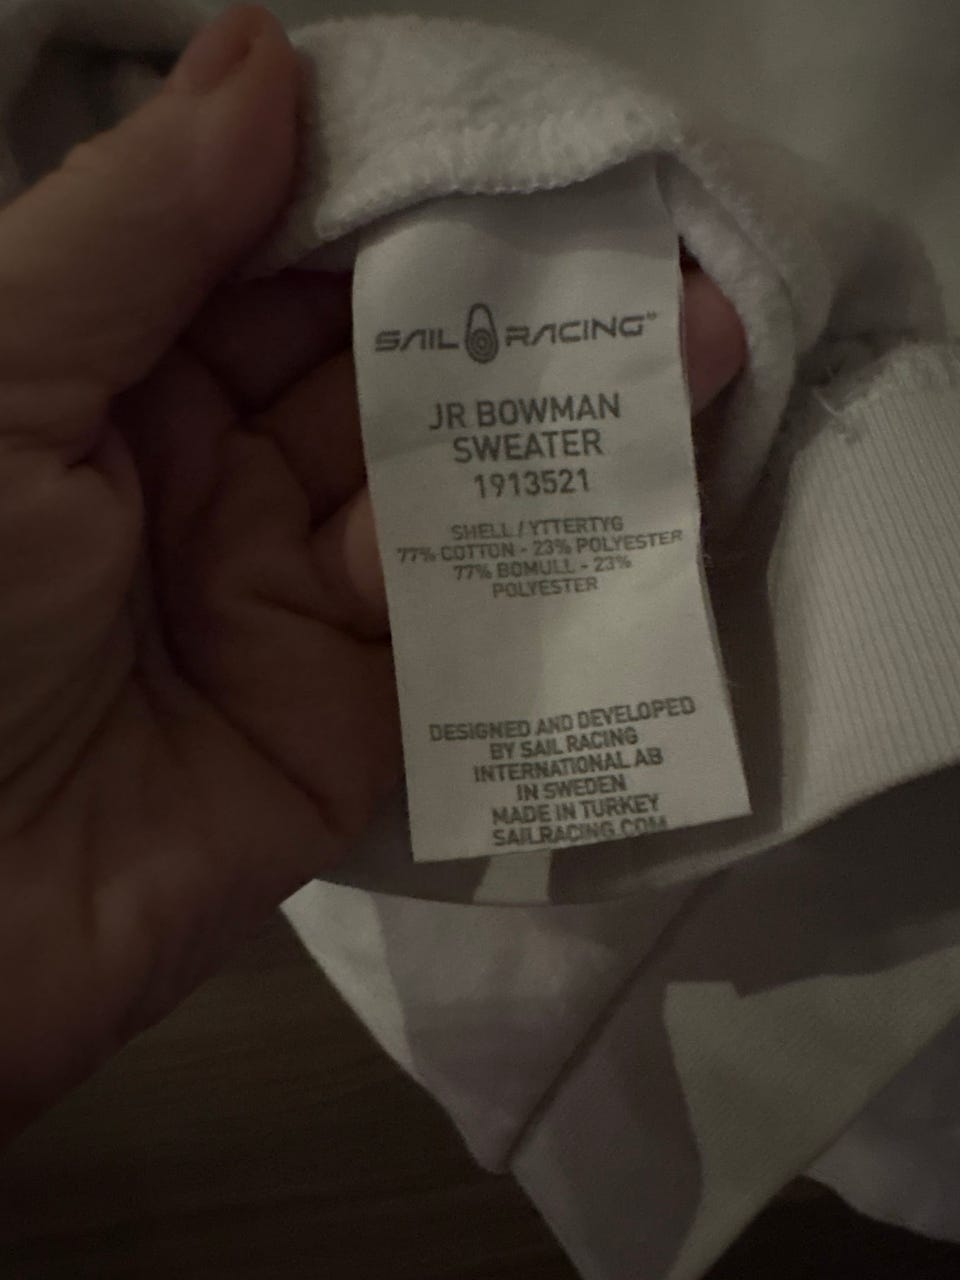 SAIL RACING™
JR BOWMAN
SWEATER
1913521
SHELL / YTTERTYG
77% COTTON - 23% POLYESTER
77% BOMULL - 23%
POLYESTER
DESIGNED AND DEVELOPED
BY SAIL RACING
INTERNATIONAL AB
IN SWEDEN
MADE IN TURKEY
SAILRACING.COM